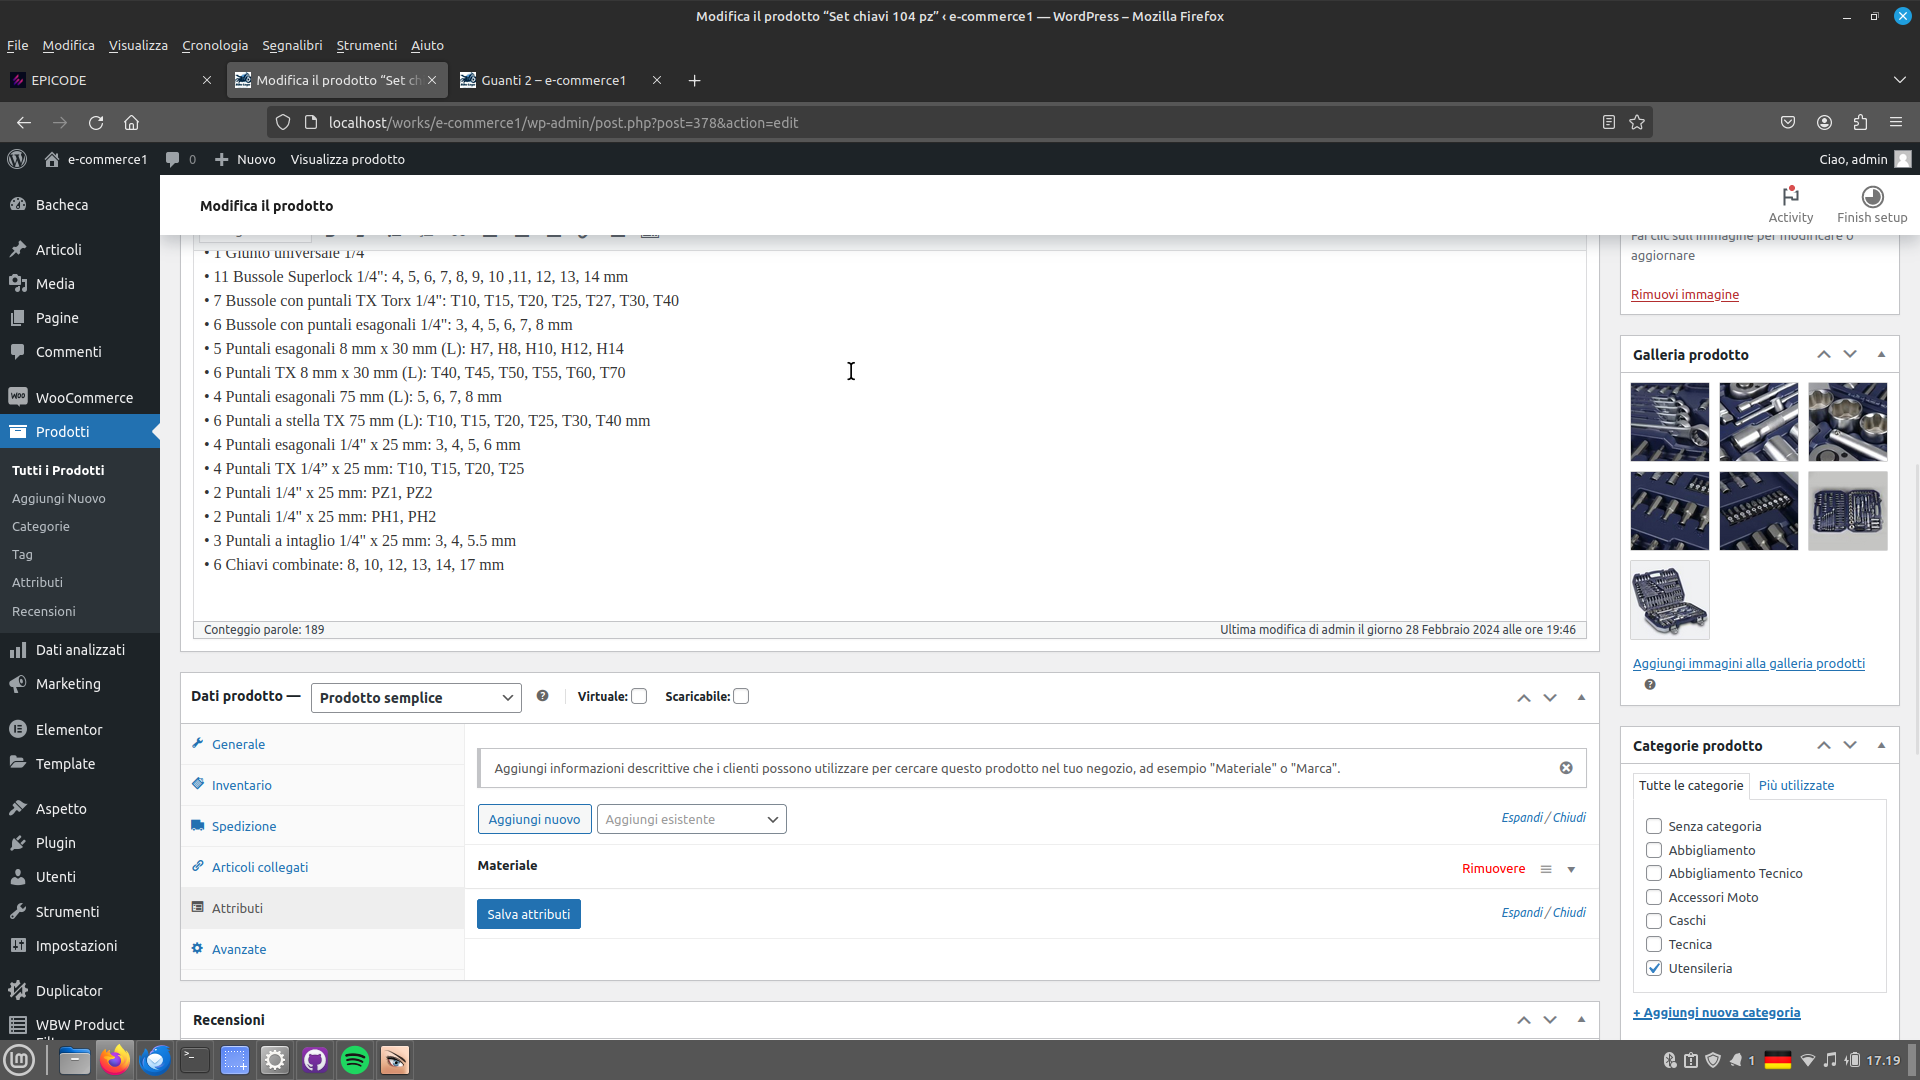 Modifica il prototto “Set chiavi 104 pz” ‹ e-commerce1 — WordPress – Mozilla Firefox
File Modifica Visualizza Cronologia Segnalibri Strumenti Aiuto
EPICODE
Modifica il prodotto “Set ch
Guanti 2 – e-commerce1
localhost/works/e-commerce1/wp-admin/post.php?post=378&action=edit
e-commerce1 0 Nuovo Visualizza prodotto
Ciao, admin
Modifica il prodotto
Activity
Finish setup
Bacheca
Articoli
Media
Pagine
Commenti
WooCommerce
Prodotti
Tutti i Prodotti
Aggiungi Nuovo
Categorie
Tag
Attributi
Recensioni
Dati analizzati
Marketing
Elementor
Template
Aspetto
Plugin
Utenti
Strumenti
Impostazioni
Duplicator
WBW Product
• 1 Giunto universale 1/4"
• 11 Bussole Superlock 1/4": 4, 5, 6, 7, 8, 9, 10 ,11, 12, 13, 14 mm
• 7 Bussole con puntali TX Torx 1/4": T10, T15, T20, T25, T27, T30, T40
• 6 Bussole con puntali esagonali 1/4": 3, 4, 5, 6, 7, 8 mm
• 5 Puntali esagonali 8 mm x 30 mm (L): H7, H8, H10, H12, H14
• 6 Puntali TX 8 mm x 30 mm (L): T40, T45, T50, T55, T60, T70
• 4 Puntali esagonali 75 mm (L): 5, 6, 7, 8 mm
• 6 Puntali a stella TX 75 mm (L): T10, T15, T20, T25, T30, T40 mm
• 4 Puntali esagonali 1/4" x 25 mm: 3, 4, 5, 6 mm
• 4 Puntali TX 1/4” x 25 mm: T10, T15, T20, T25
• 2 Puntali 1/4" x 25 mm: PZ1, PZ2
• 2 Puntali 1/4" x 25 mm: PH1, PH2
• 3 Puntali a intaglio 1/4" x 25 mm: 3, 4, 5.5 mm
• 6 Chiavi combinate: 8, 10, 12, 13, 14, 17 mm
Conteggio parole: 189
Ultima modifica di admin il giorno 28 Febbraio 2024 alle ore 19:46
Dati prodotto —
Prodotto semplice
Virtuale:
Scaricabile:
Generale
Inventario
Spedizione
Articoli collegati
Attributi
Avanzate
Aggiungi informazioni descrittive che i clienti possono utilizzare per cercare questo prodotto nel tuo negozio, ad esempio "Materiale" o "Marca".
Aggiungi nuovo
Aggiungi esistente
Espandi / Chiudi
Materiale
Rimuovere
Salva attributi
Espandi / Chiudi
Recensioni
Fai clic sull'immagine per modificare o
aggiornare
Rimuovi immagine
Galleria prodotto
Aggiungi immagini alla galleria prodotti
Categorie prodotto
Tutte le categorie
Più utilizzate
Senza categoria
Abbigliamento
Abbigliamento Tecnico
Accessori Moto
Caschi
Tecnica
Utensileria
+ Aggiungi nuova categoria
1
17.19